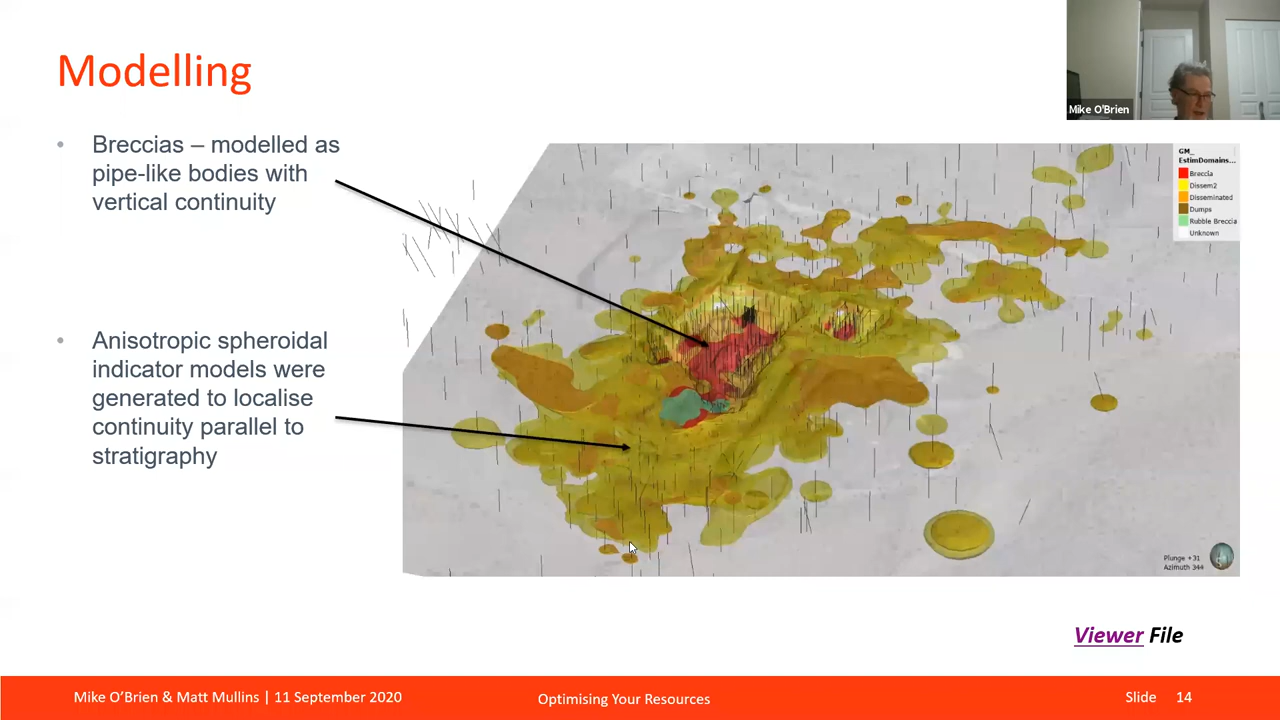 Modelling
Mike O'Brien
• Breccias – modelled as
pipe-like bodies with
vertical continuity
• Anisotropic spheroidal
indicator models were
generated to localise
continuity parallel to
stratigraphy
GM_
EstimDomains...
Breccia
Dissem2
Disseminated
Dumps
Rubble Breccia
Unknown
Plunge +31
Azimuth 344
Viewer File
Mike O’Brien & Matt Mullins | 11 September 2020
Optimising Your Resources
Slide 14